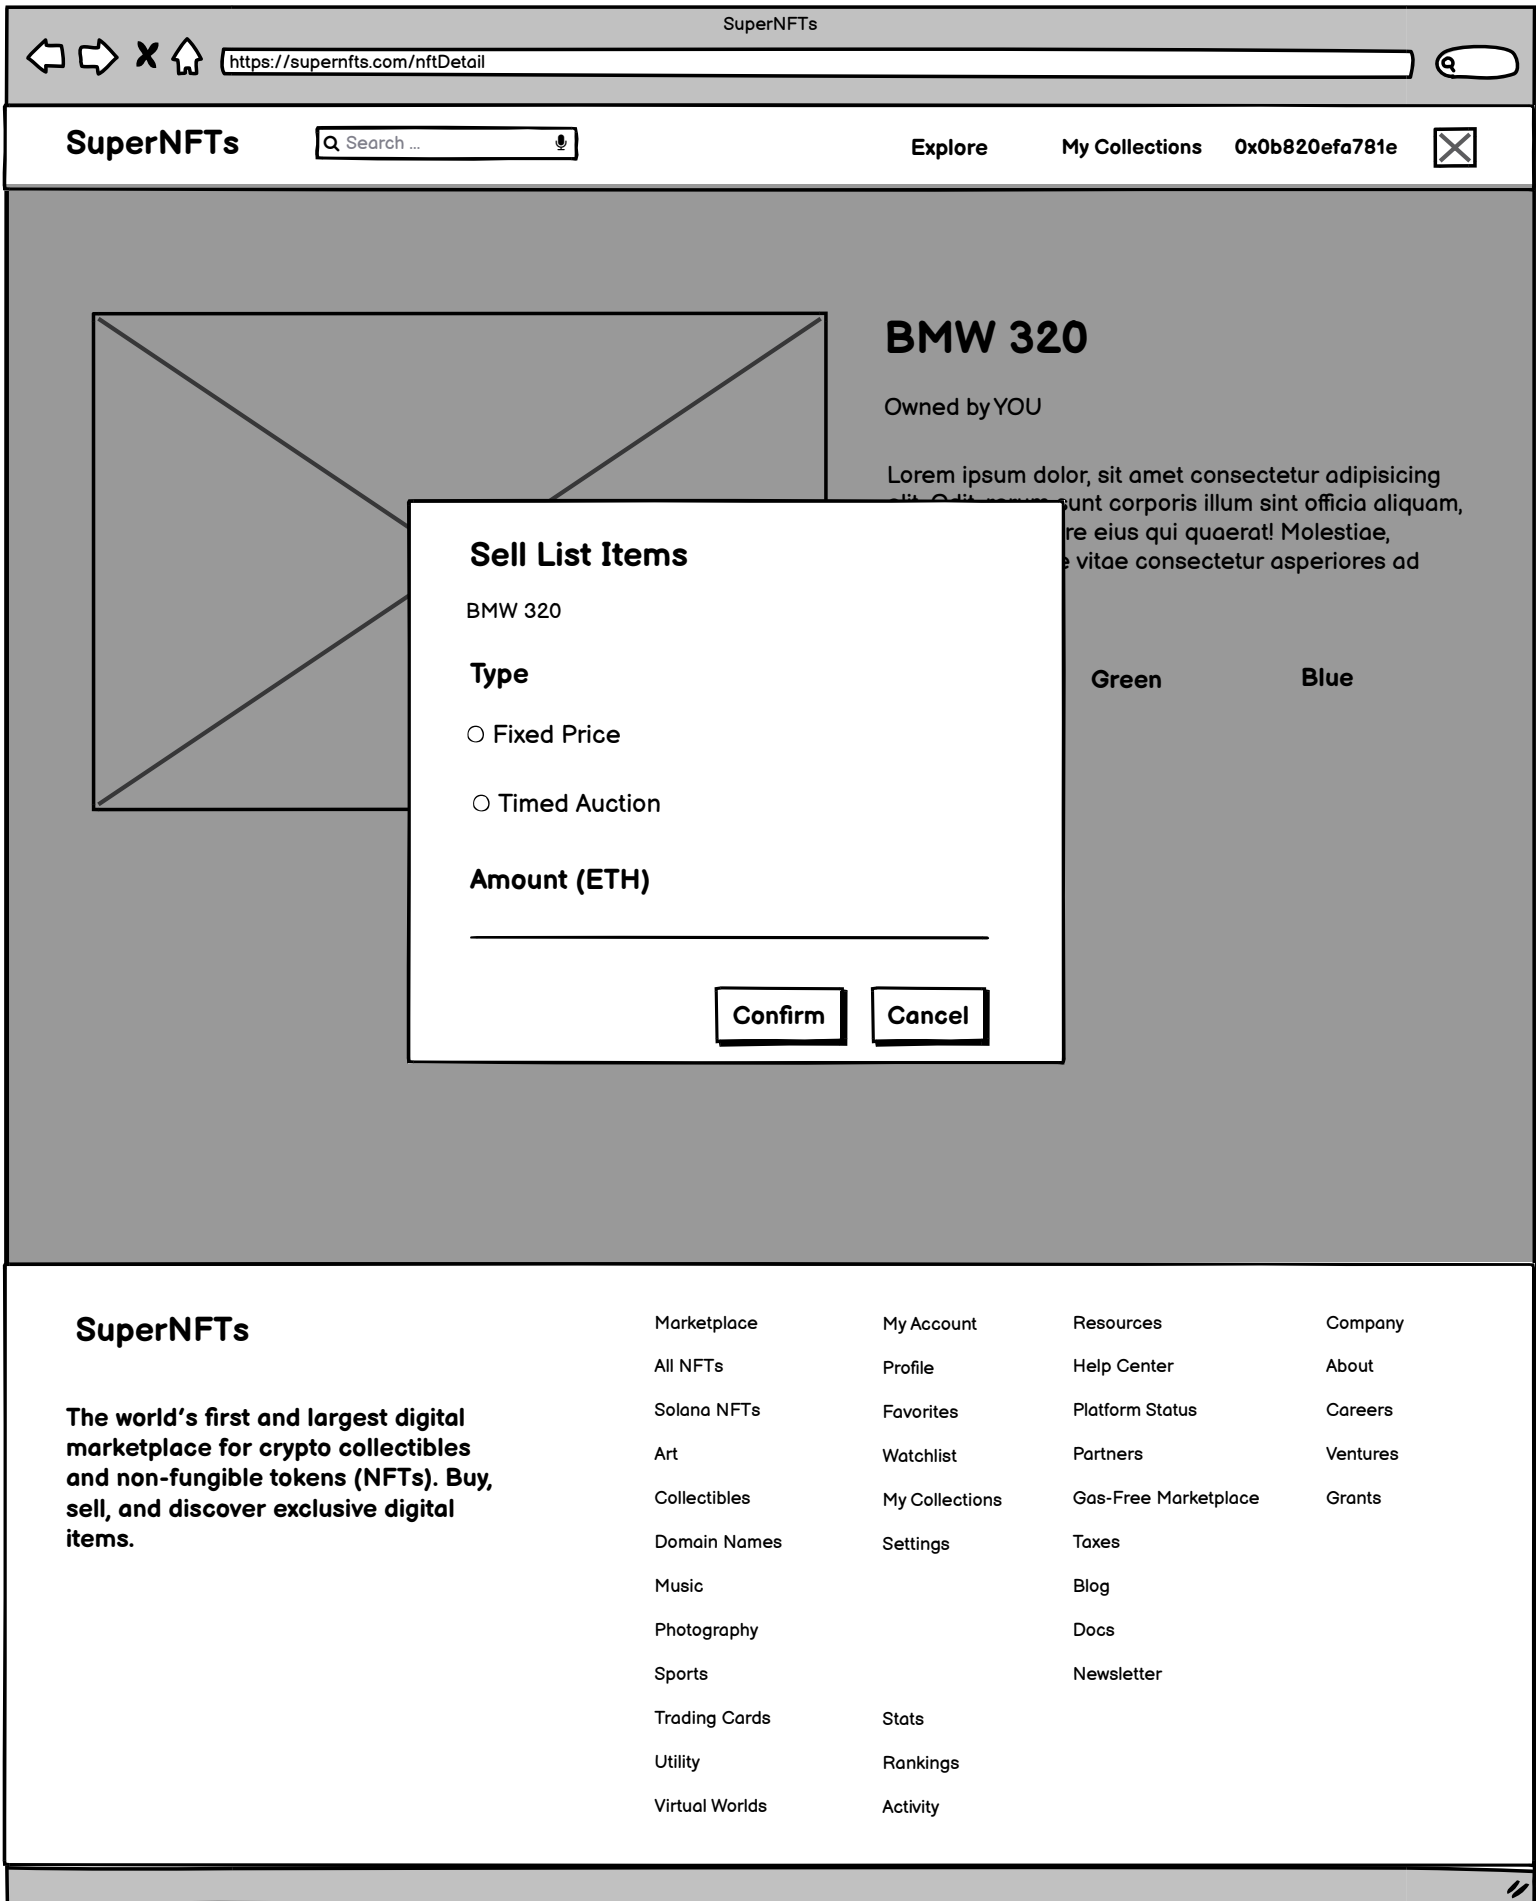 SuperNFTs
https://supernfts.com/nftDetail
SuperNFTs
Search ...
Explore
My Collections
0x0b820efa781e
BMW 320
Owned by YOU
Lorem ipsum dolor, sit amet consectetur adipisicing
sunt corporis illum sint officia aliquam,
re eius qui quaerat! Molestiae,
vitae consectetur asperiores ad
Green
Blue
Sell List Items
BMW 320
Type
Fixed Price
Timed Auction
Amount (ETH)
Confirm
Cancel
SuperNFTs
The world's first and largest digital
marketplace for crypto collectibles
and non-fungible tokens (NFTs). Buy,
sell, and discover exclusive digital
items.
Marketplace
All NFTs
Solana NFTs
Art
Collectibles
Domain Names
Music
Photography
Sports
Trading Cards
Utility
Virtual Worlds
My Account
Profile
Favorites
Watchlist
My Collections
Settings
Stats
Rankings
Activity
Resources
Help Center
Platform Status
Partners
Gas-Free Marketplace
Taxes
Blog
Docs
Newsletter
Company
About
Careers
Ventures
Grants